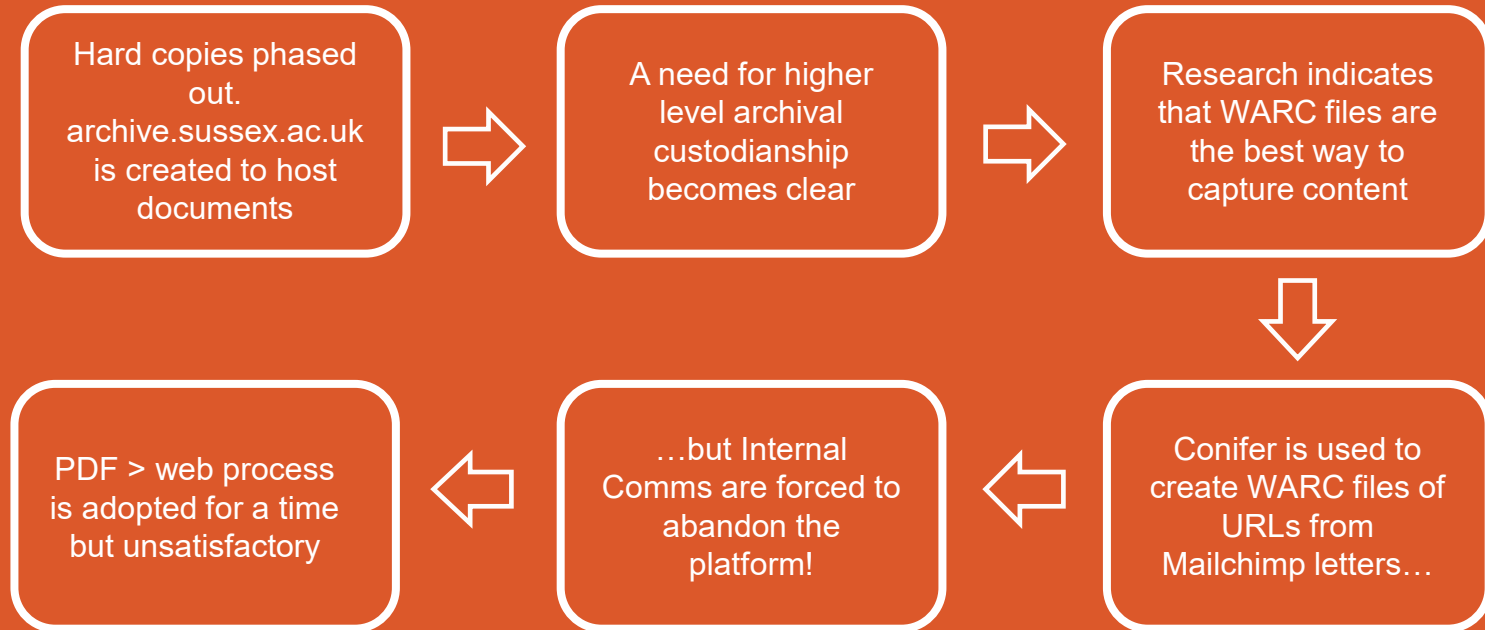 Hard copies phased
out.
archive.sussex.ac.uk
is created to host
documents
A need for higher
level archival
custodianship
becomes clear
Research indicates
that WARC files are
the best way to
capture content
Conifer is used to
create WARC files of
URLs from
Mailchimp letters…
…but Internal
Comms are forced to
abandon the
platform!
PDF > web process
is adopted for a time
but unsatisfactory